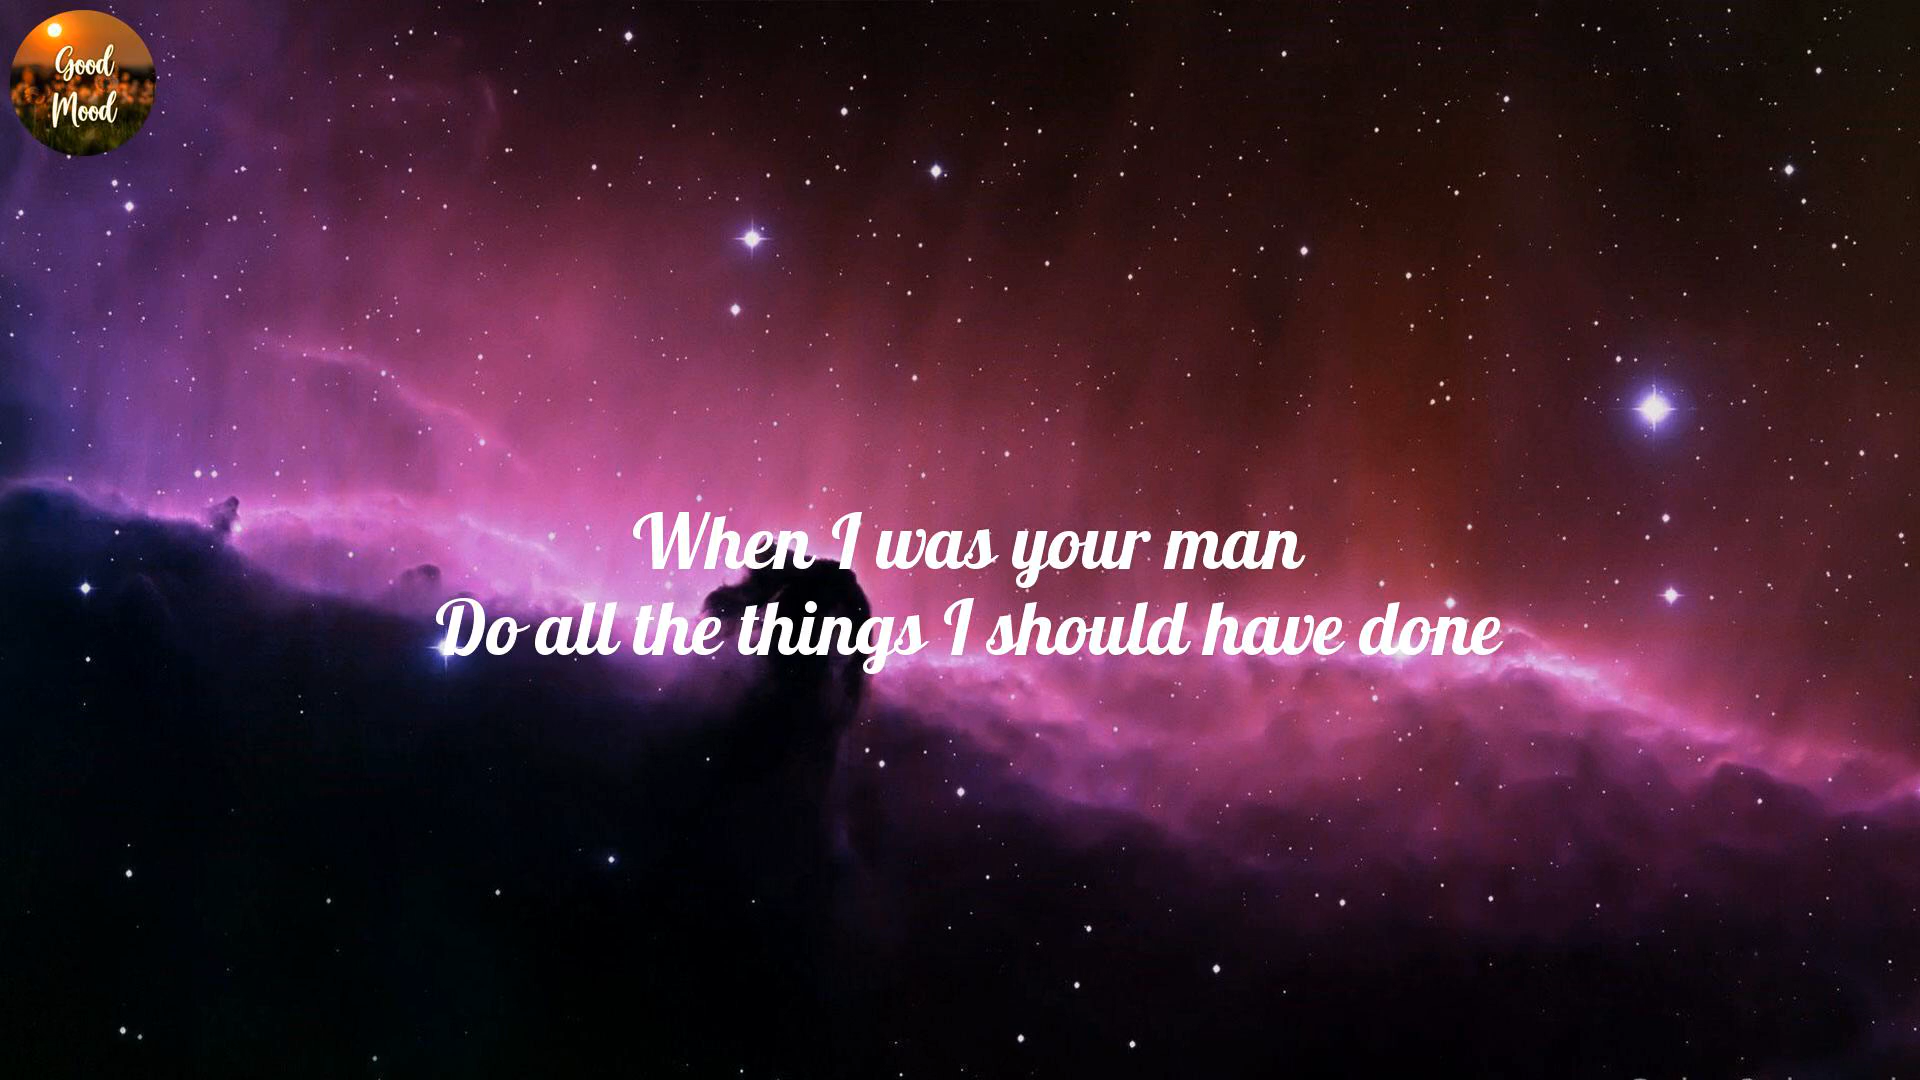 Good
Mood
When I was your man
Do all the things I should have done